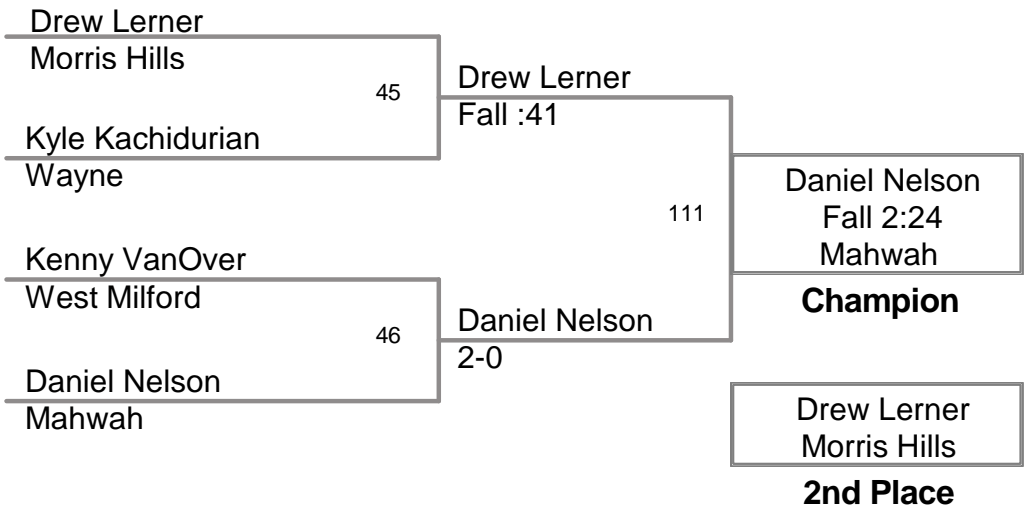 Drew Lerner
Morris Hills
45
Kyle Kachidurian
Wayne
Drew Lerner
Fall :41
Kenny VanOver
West Milford
46
Daniel Nelson
Mahwah
Daniel Nelson
2-0
111
Daniel Nelson
Fall 2:24
Mahwah
Champion
Drew Lerner
Morris Hills
2nd Place